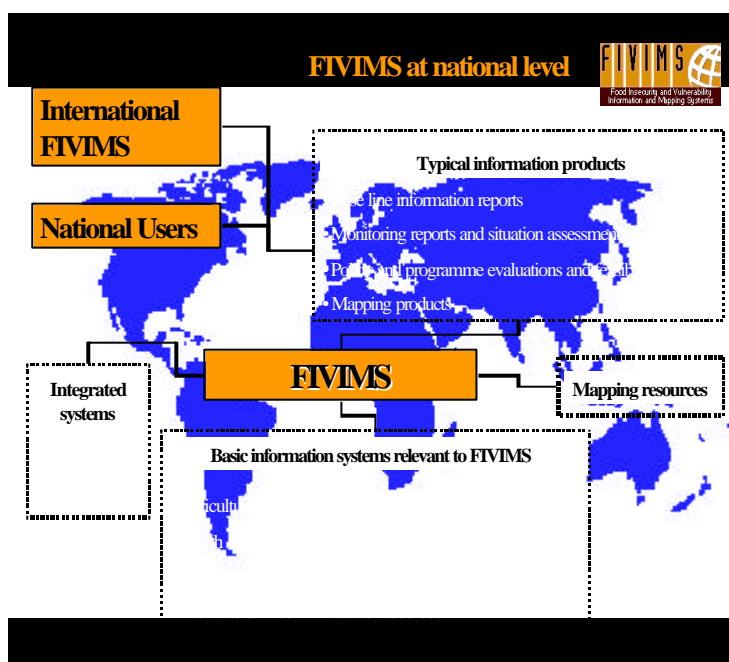 FIVIMS at national level
FIVIMS
Food Insecurity and Vulnerability
Information and Mapping Systems
International
FIVIMS
National Users
Typical information products
line information reports
• Monitoring reports and situation assessmen
and programme evaluations and
• Mapping products
FIVIMS
Integrated
systems
Mapping resources
Basic information systems relevant to FIVIMS